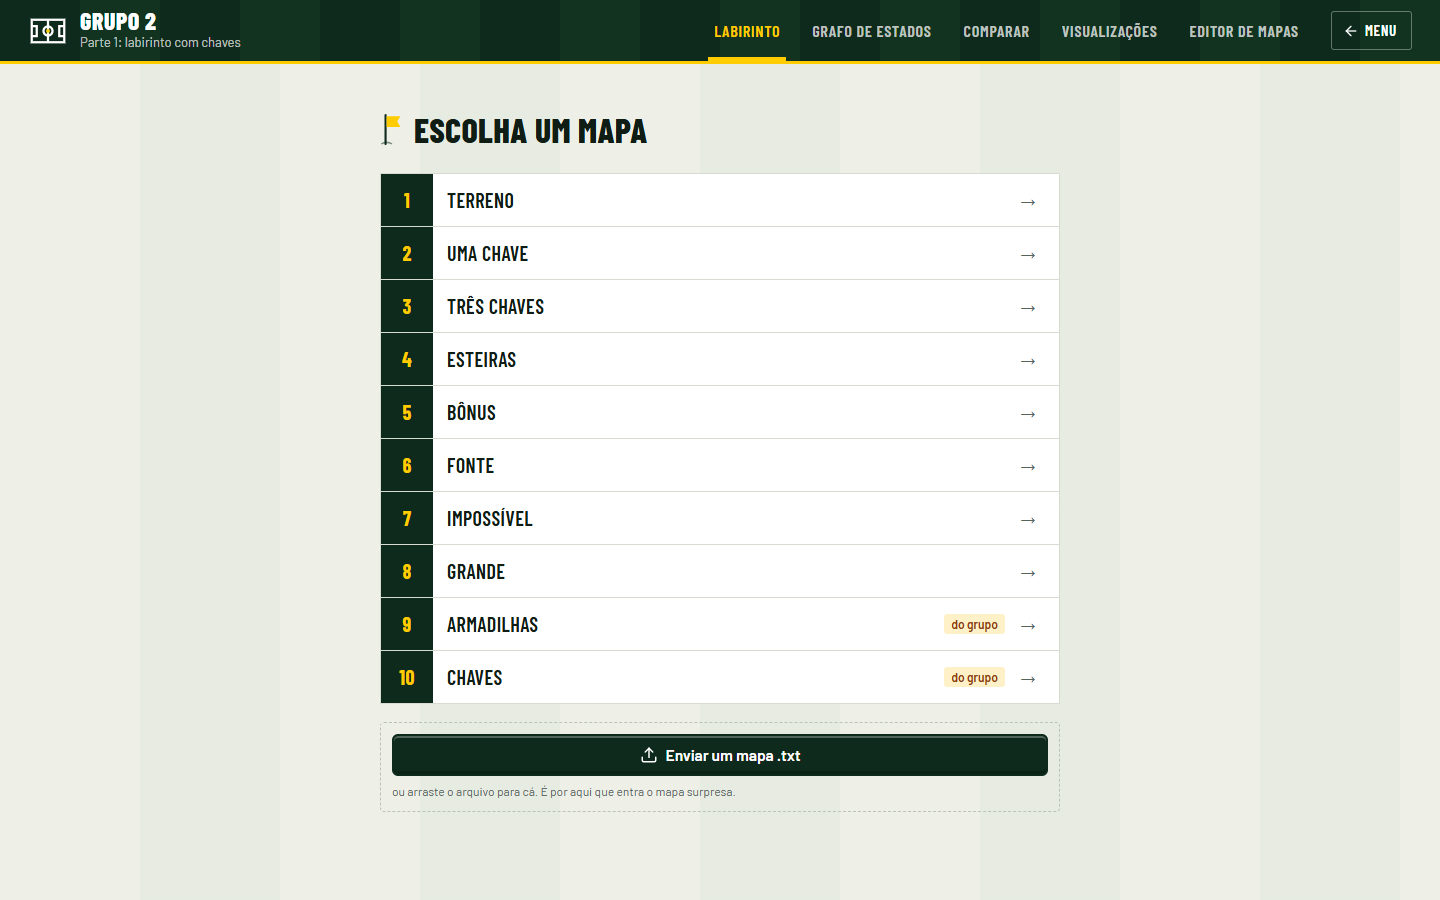 GRUPO 2
Parte 1: labirinto com chaves
LABIRINTO
GRAFO DE ESTADOS
COMPARAR
VISUALIZAÇÕES
EDITOR DE MAPAS
← MENU
ESCOLHA UM MAPA
1 TERRENO →
2 UMA CHAVE →
3 TRÊS CHAVES →
4 ESTEIRAS →
5 BÔNUS →
6 FONTE →
7 IMPOSSÍVEL →
8 GRANDE →
9 ARMADILHAS do grupo →
10 CHAVES do grupo →
Enviar um mapa .txt
ou arraste o arquivo para cá. É por aqui que entra o mapa surpresa.